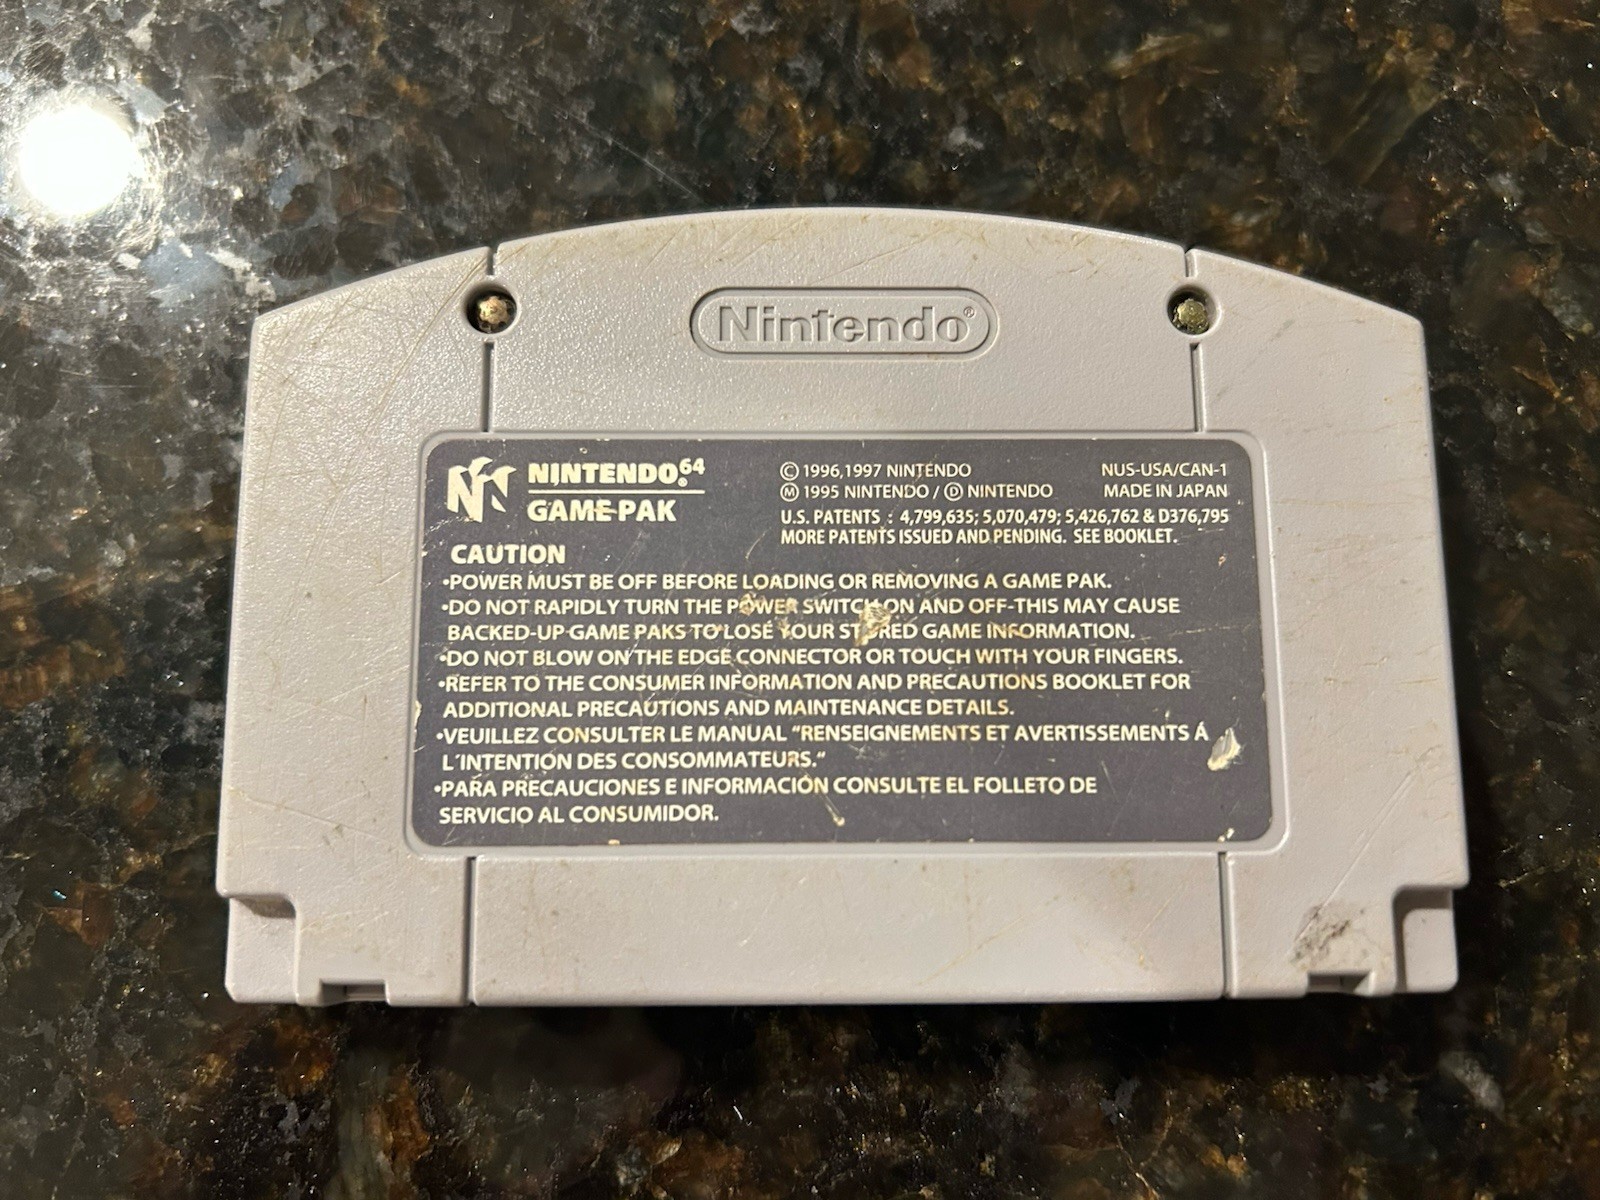 Nintendo®
NINTENDO64®
GAME PAK
© 1996,1997 NINTENDO
Ⓜ 1995 NINTENDO / Ⓓ NINTENDO
NUS-USA/CAN-1
MADE IN JAPAN
U.S. PATENTS : 4,799,635; 5,070,479; 5,426,762 & D376,795
MORE PATENTS ISSUED AND PENDING. SEE BOOKLET.
CAUTION
•POWER MUST BE OFF BEFORE LOADING OR REMOVING A GAME PAK.
•DO NOT RAPIDLY TURN THE POWER SWITCH ON AND OFF-THIS MAY CAUSE
BACKED-UP GAME PAKS TO LOSE YOUR STORED GAME INFORMATION.
•DO NOT BLOW ON THE EDGE CONNECTOR OR TOUCH WITH YOUR FINGERS.
•REFER TO THE CONSUMER INFORMATION AND PRECAUTIONS BOOKLET FOR
ADDITIONAL PRECAUTIONS AND MAINTENANCE DETAILS.
•VEUILLEZ CONSULTER LE MANUAL "RENSEIGNEMENTS ET AVERTISSEMENTS Á
L'INTENTION DES CONSOMMATEURS."
•PARA PRECAUCIONES E INFORMACIÓN CONSULTE EL FOLLETO DE
SERVICIO AL CONSUMIDOR.